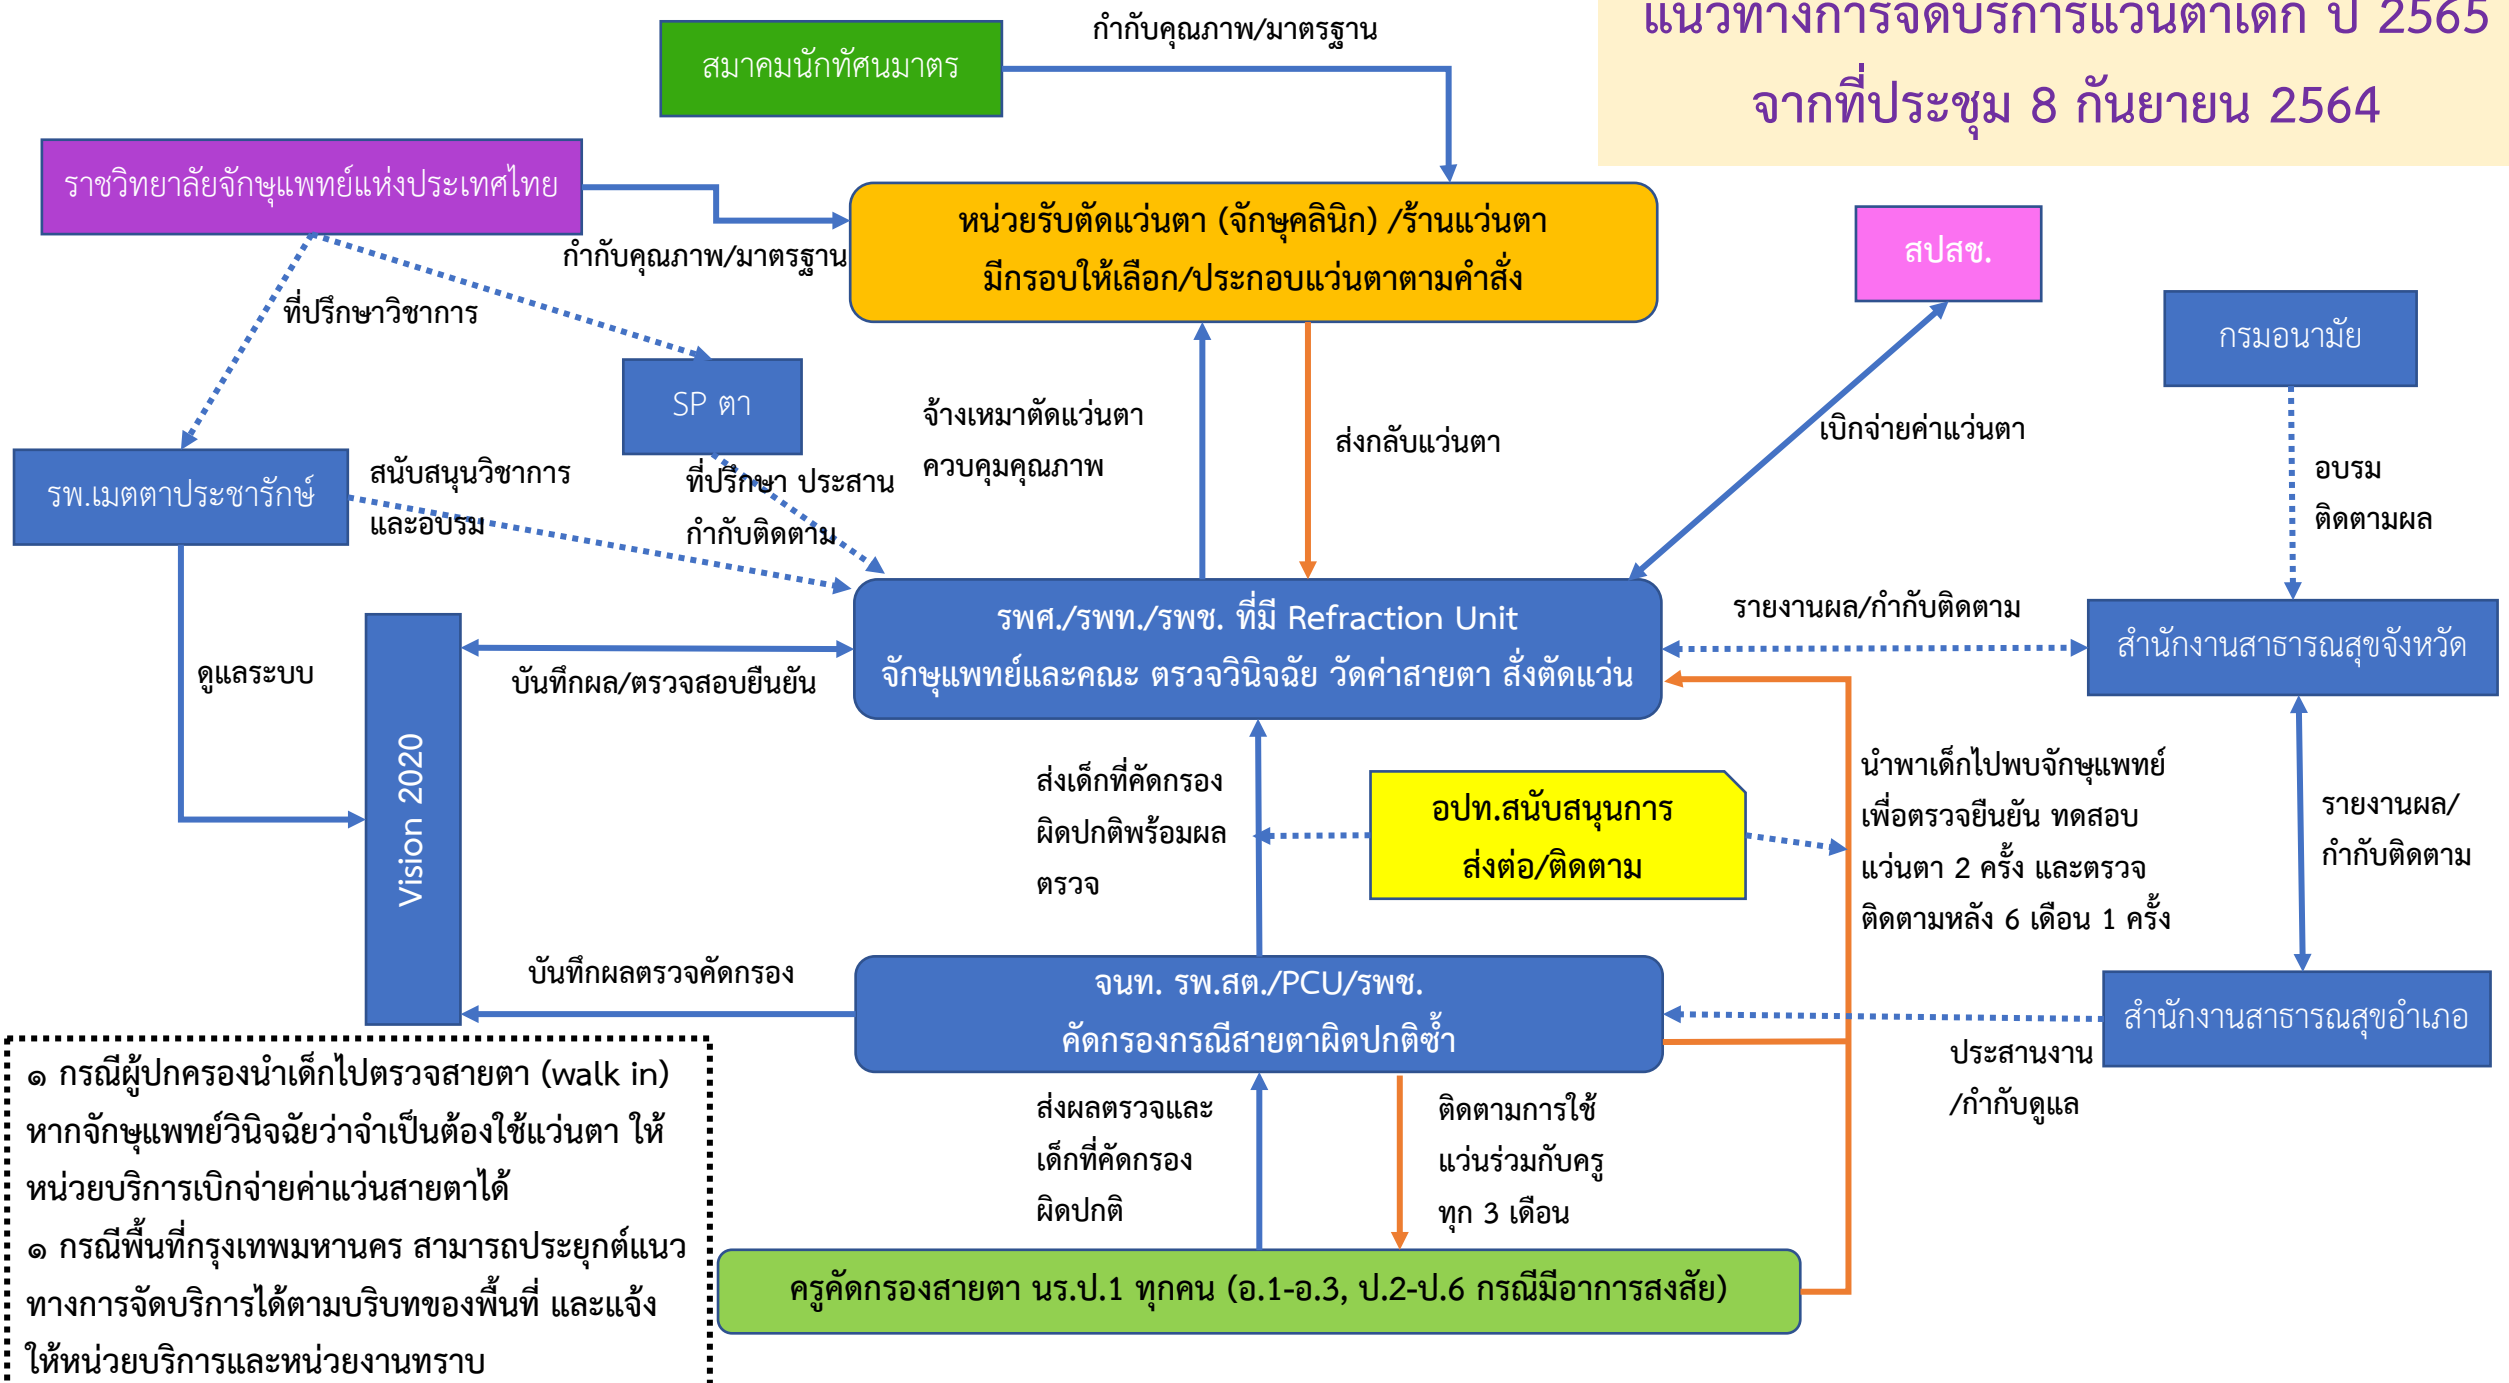 แนวทางการจัดบริการแว่นตาเด็ก ปี 2565
จากที่ประชุม 8 กันยายน 2564
กำกับคุณภาพ/มาตรฐาน
สมาคมนักทัศนมาตร
ราชวิทยาลัยจักษุแพทย์แห่งประเทศไทย
กำกับคุณภาพ/มาตรฐาน
หน่วยรับตัดแว่นตา (จักษุคลินิก) /ร้านแว่นตา
มีกรอบให้เลือก/ประกอบแว่นตาตามคำสั่ง
สปสช.
กรมอนามัย
ที่ปรึกษาวิชาการ
SP ตา
จ้างเหมาตัดแว่นตา
ควบคุมคุณภาพ
ส่งกลับแว่นตา
เบิกจ่ายค่าแว่นตา
อบรม
ติดตามผล
รพ.เมตตาประชารักษ์
สนับสนุนวิชาการ
และอบรม
ที่ปรึกษา ประสาน
กำกับติดตาม
รพศ./รพท./รพช. ที่มี Refraction Unit
จักษุแพทย์และคณะ ตรวจวินิจฉัย วัดค่าสายตา สั่งตัดแว่น
รายงานผล/กำกับติดตาม
สำนักงานสาธารณสุขจังหวัด
ดูแลระบบ
บันทึกผล/ตรวจสอบยืนยัน
Vision 2020
ส่งเด็กที่คัดกรอง
ผิดปกติพร้อมผล
ตรวจ
อปท.สนับสนุนการ
ส่งต่อ/ติดตาม
นำพาเด็กไปพบจักษุแพทย์
เพื่อตรวจยืนยัน ทดสอบ
แว่นตา 2 ครั้ง และตรวจ
ติดตามหลัง 6 เดือน 1 ครั้ง
รายงานผล/
กำกับติดตาม
บันทึกผลตรวจคัดกรอง
จนท. รพ.สต./PCU/รพช.
คัดกรองกรณีสายตาผิดปกติซ้ำ
สำนักงานสาธารณสุขอำเภอ
ประสานงาน
/กำกับดูแล
ส่งผลตรวจและ
เด็กที่คัดกรอง
ผิดปกติ
ติดตามการใช้
แว่นร่วมกับครู
ทุก 3 เดือน
ครูคัดกรองสายตา นร.ป.1 ทุกคน (อ.1-อ.3, ป.2-ป.6 กรณีมีอาการสงสัย)
๑ กรณีผู้ปกครองนำเด็กไปตรวจสายตา (walk in)
หากจักษุแพทย์วินิจฉัยว่าจำเป็นต้องใช้แว่นตา ให้
หน่วยบริการเบิกจ่ายค่าแว่นสายตาได้
๑ กรณีพื้นที่กรุงเทพมหานคร สามารถประยุกต์แนว
ทางการจัดบริการได้ตามบริบทของพื้นที่ และแจ้ง
ให้หน่วยบริการและหน่วยงานทราบ